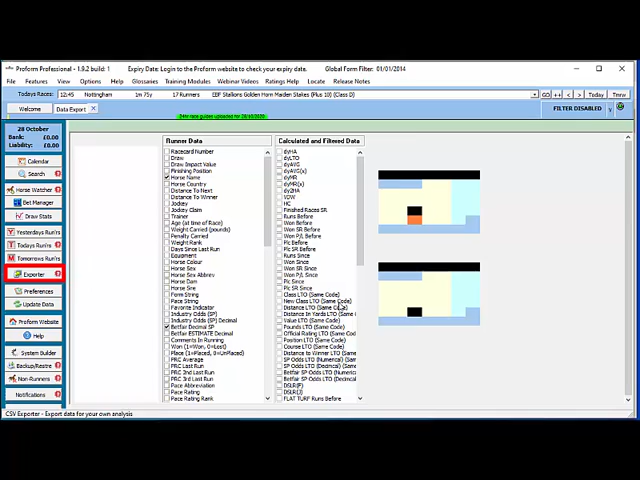 Proform Professional - 1.9.2 build: 1
Expiry Date: Login to the Proform website to check your expiry date.
Global Form Filter: 01/01/2014
File Features Options Help Glossaries Training Modules Webinar Videos Ratings Help Locate Release Notes
Todays Races: 12:45 Nottingham 1m 75y 17 Runners EBF Stallions Golden Horn Maiden Stakes (Plus 10) (Class D) GO < > Today Tmrw
Welcome Data Export FILTER DISABLED
28 October
Bank: £0.00
Liability: £0.00
Calendar
Search
Horse Watcher
Bet Manager
Draw Stats
Yesterdays Run's
Todays Run's
Tomorrows Run's
Exporter
Preferences
Update Data
Proform Website
Help
System Builder
Backup/Restre
Non-Runners
Notifications
Runner Data
Racecard Number
Draw
Draw Impact Value
Finishing Position
Horse Name
Horse Country
Distance To Next
Distance To Winner
Jockey
Jockey Claim
Trainer
Age (at Time of Race)
Weight Carried (pounds)
Penalty Carried
Weight Rank
Days Since Last Run
Equipment
Horse Colour
Horse Sex
Horse Sex Abbrev
Horse Dam
Horse Sire
Form String
Pace String
Favorite Indicator
Industry Odds (SP)
Industry Odds (SP) Decimal
Betfair Decimal SP
Betfair ESTIMATE Decimal
Comments In Running
Won (1=Won, 0=Lost)
Place (1=Placed, 0=UnPlaced)
PRC Average
PRC Last Run
PRC 2nd Last Run
PRC 3rd Last Run
Pace Abbreviation
Pace Rating
Pace Rating Rank
Calculated and Filtered Data
dyHA
dyLTO
dyAVG
dyAVG(x)
dyMR
dyMR(x)
dy2HA
VDW
HC
Finished Races SR
Runs Before
Won Before
Won SR Before
Won P/L Before
Plc Before
Plc SR Before
Runs Since
Won Since
Won SR Since
Won P/L Since
Plc Since
Plc SR Since
Class LTO (Same Code)
New Class LTO (Same Code)
Distance LTO (Same Code)
Distance In Yards LTO (Same
Value LTO (Same Code)
Pounds LTO (Same Code)
Official Rating LTO (Same Code)
Position LTO (Same Code)
Course LTO (Same Code)
Distance to Winner LTO (Same
SP Odds LTO (Numerical) (Same
SP Odds LTO (Decimal) (Same
Betfair SP Odds LTO (Decimal)
DSLR(F)
DSLR(J)
FLAT TURF Runs Before
CSV Exporter - Export data for your own analysis